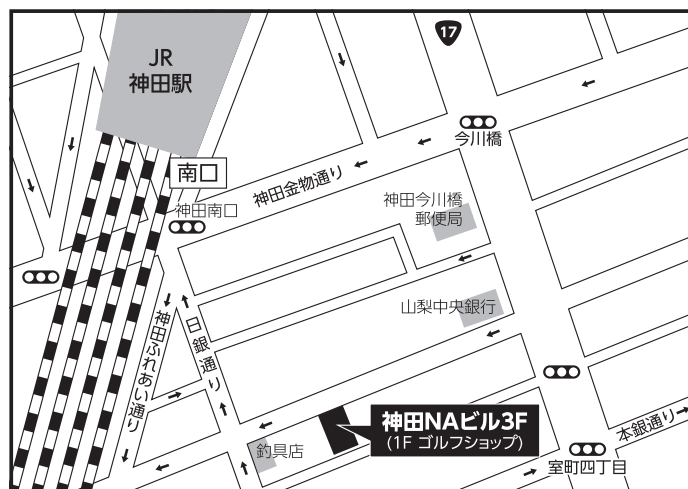 17
JR
神田駅
今川橋
南口
神田金物通り
神田南口
神田今川橋
郵便局
山梨中央銀行
日銀通り
神田ふれあい通り
神田NAビル3F
(1F ゴルフショップ)
本銀通り
釣具店
室町四丁目